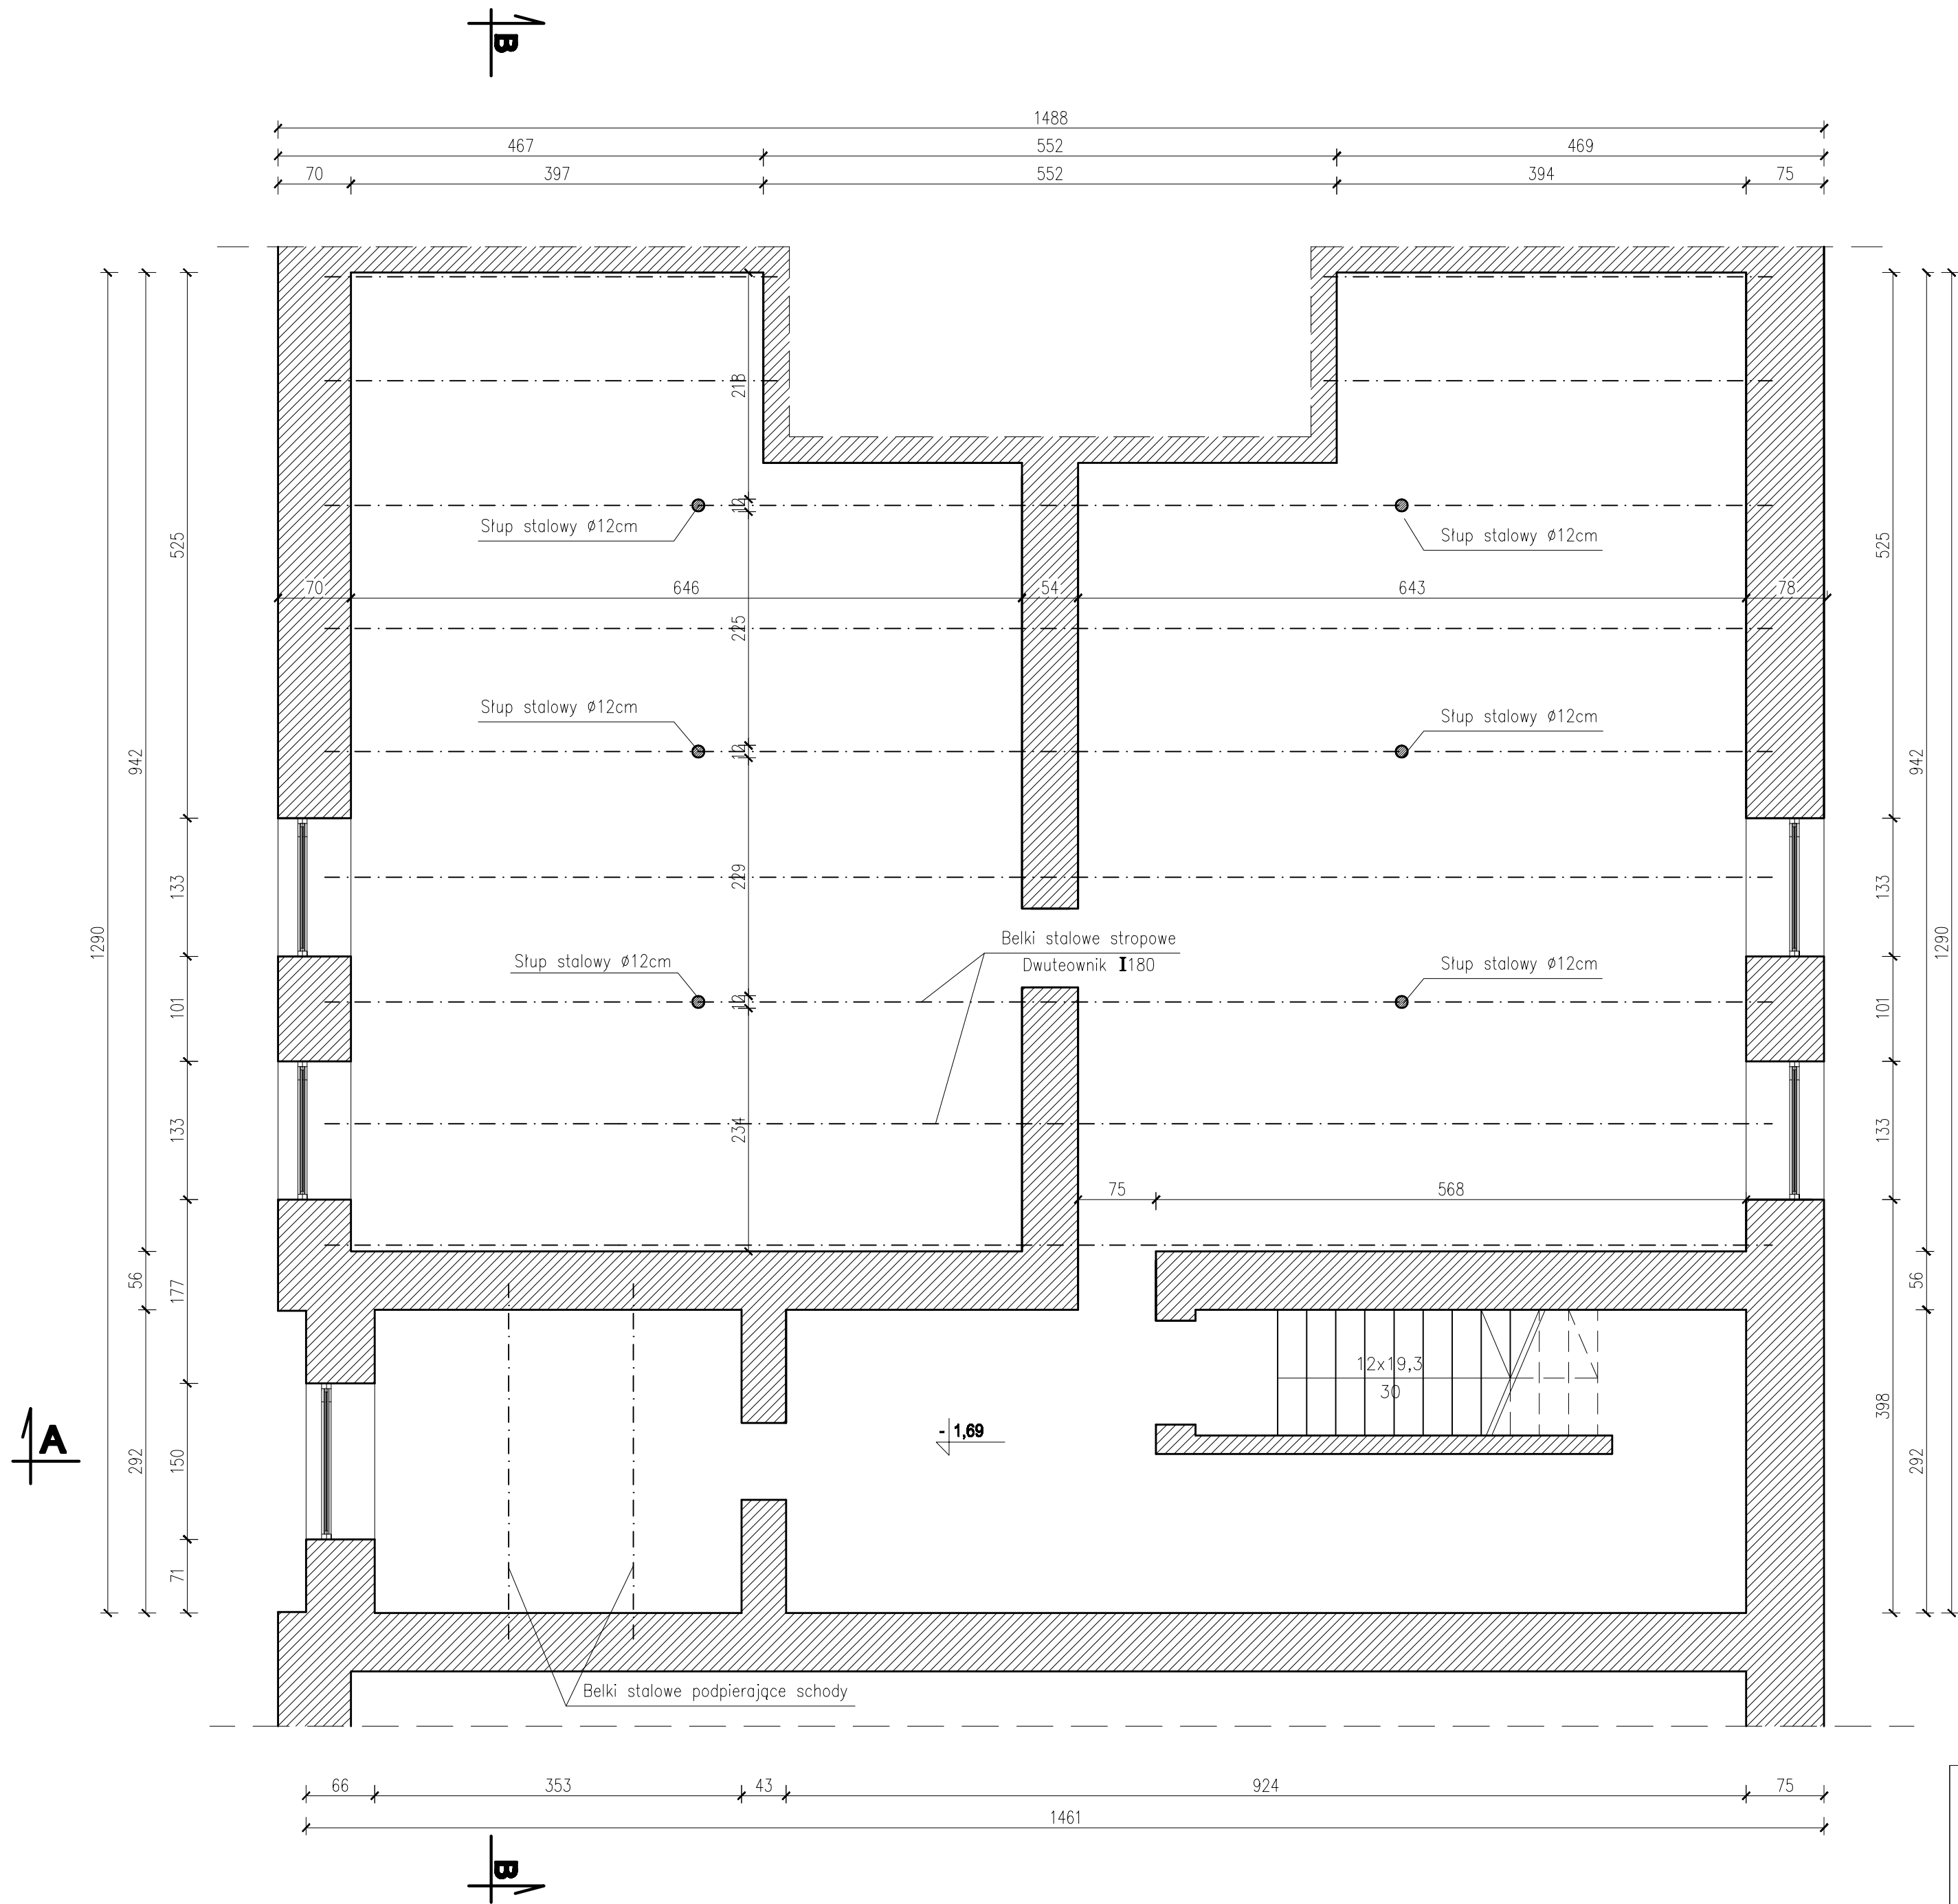 B
1488
467 552 469
70 397 552 394 75
218
12
Słup stalowy ø12cm
Słup stalowy ø12cm
525
525
70 646 54 643 78
225
Słup stalowy ø12cm
Słup stalowy ø12cm
12
942
942
229
133
133
1290
1290
Belki stalowe stropowe
Dwuteownik I180
Słup stalowy ø12cm
Słup stalowy ø12cm
12
101
101
133
234
133
75 568
56
177
56
12x19,3
30
398
A
- 1,69
292
150
292
71
Belki stalowe podpierające schody
66 353 43 924 75
1461
B